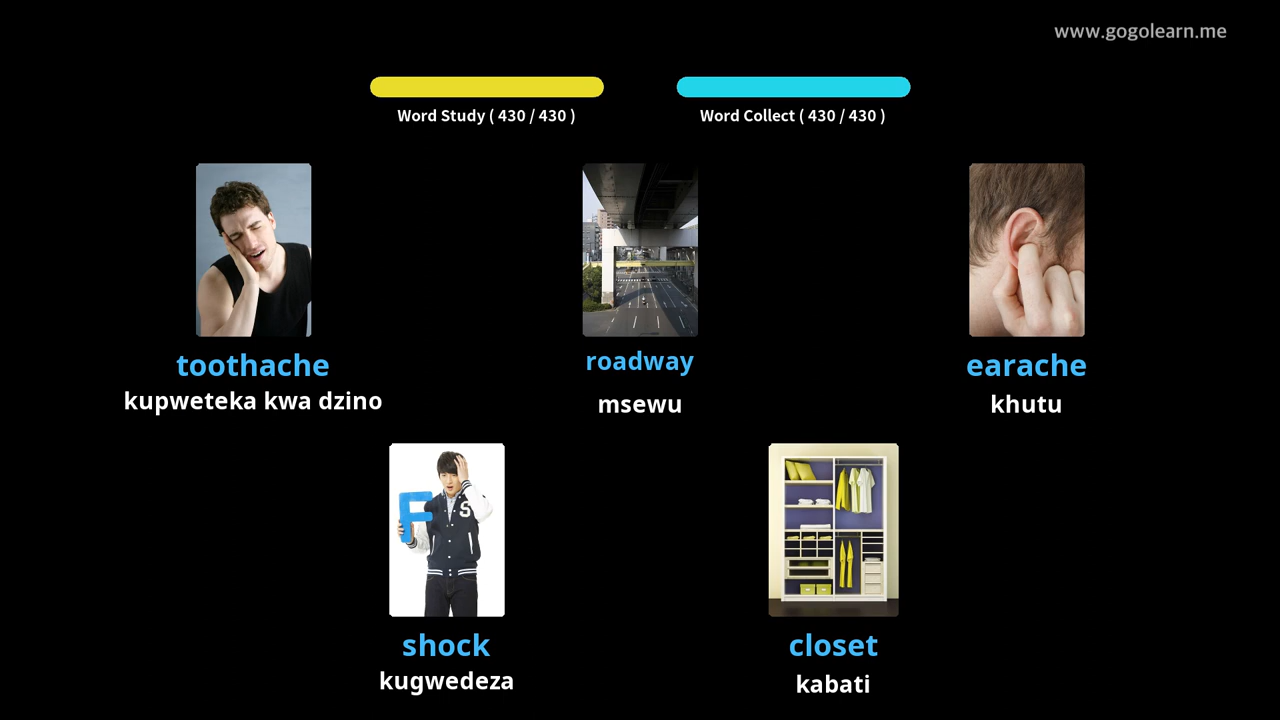 www.gogolearn.me
Word Study ( 430 / 430 )
Word Collect ( 430 / 430 )
toothache
kupweteka kwa dzino
roadway
msewu
earache
khutu
F
S
shock
kugwedeza
closet
kabati